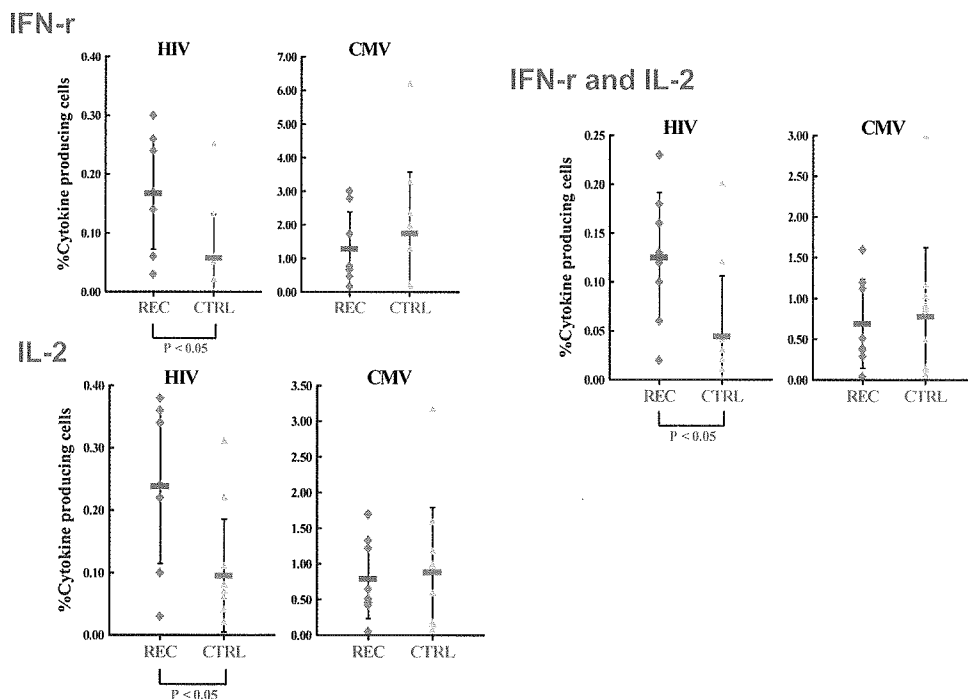 IFN-r
HIV
CMV
%Cytokine producing cells
0.40
0.30
0.20
0.10
0.00
7.00
6.00
5.00
4.00
3.00
2.00
1.00
0.00
REC
CTRL
REC
CTRL
P < 0.05
IFN-r and IL-2
HIV
CMV
%Cytokine producing cells
0.25
0.20
0.15
0.10
0.05
0.00
3.00
2.50
2.00
1.50
1.00
0.50
0.00
REC
CTRL
REC
CTRL
P < 0.05
IL-2
HIV
CMV
%Cytokine producing cells
0.40
0.30
0.20
0.10
0.00
3.50
3.00
2.50
2.00
1.50
1.00
0.50
0.00
REC
CTRL
REC
CTRL
P < 0.05